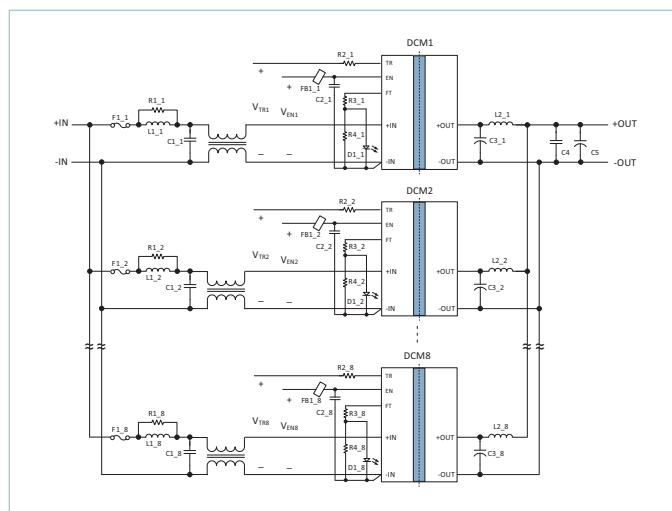 DCM1
R2_1
TR
EN
FT
FB1_1
C2_1
R3_1
R4_1
D1_1
VTR1
VEN1
+
+
–
–
R1_1
F1_1
L1_1
C1_1
+IN
-IN
+IN
-IN
+OUT
-OUT
L2_1
C3_1
C4
C5
+OUT
-OUT
DCM2
R2_2
TR
EN
FT
FB1_2
C2_2
R3_2
R4_2
D1_2
VTR2
VEN2
+
+
–
–
R1_2
F1_2
L1_2
C1_2
+IN
-IN
+OUT
-OUT
L2_2
C3_2
DCM8
R2_8
TR
EN
FT
FB1_8
C2_8
R3_8
R4_8
D1_8
VTR8
VEN8
+
+
–
–
R1_8
F1_8
L1_8
C1_8
+IN
-IN
+OUT
-OUT
L2_8
C3_8